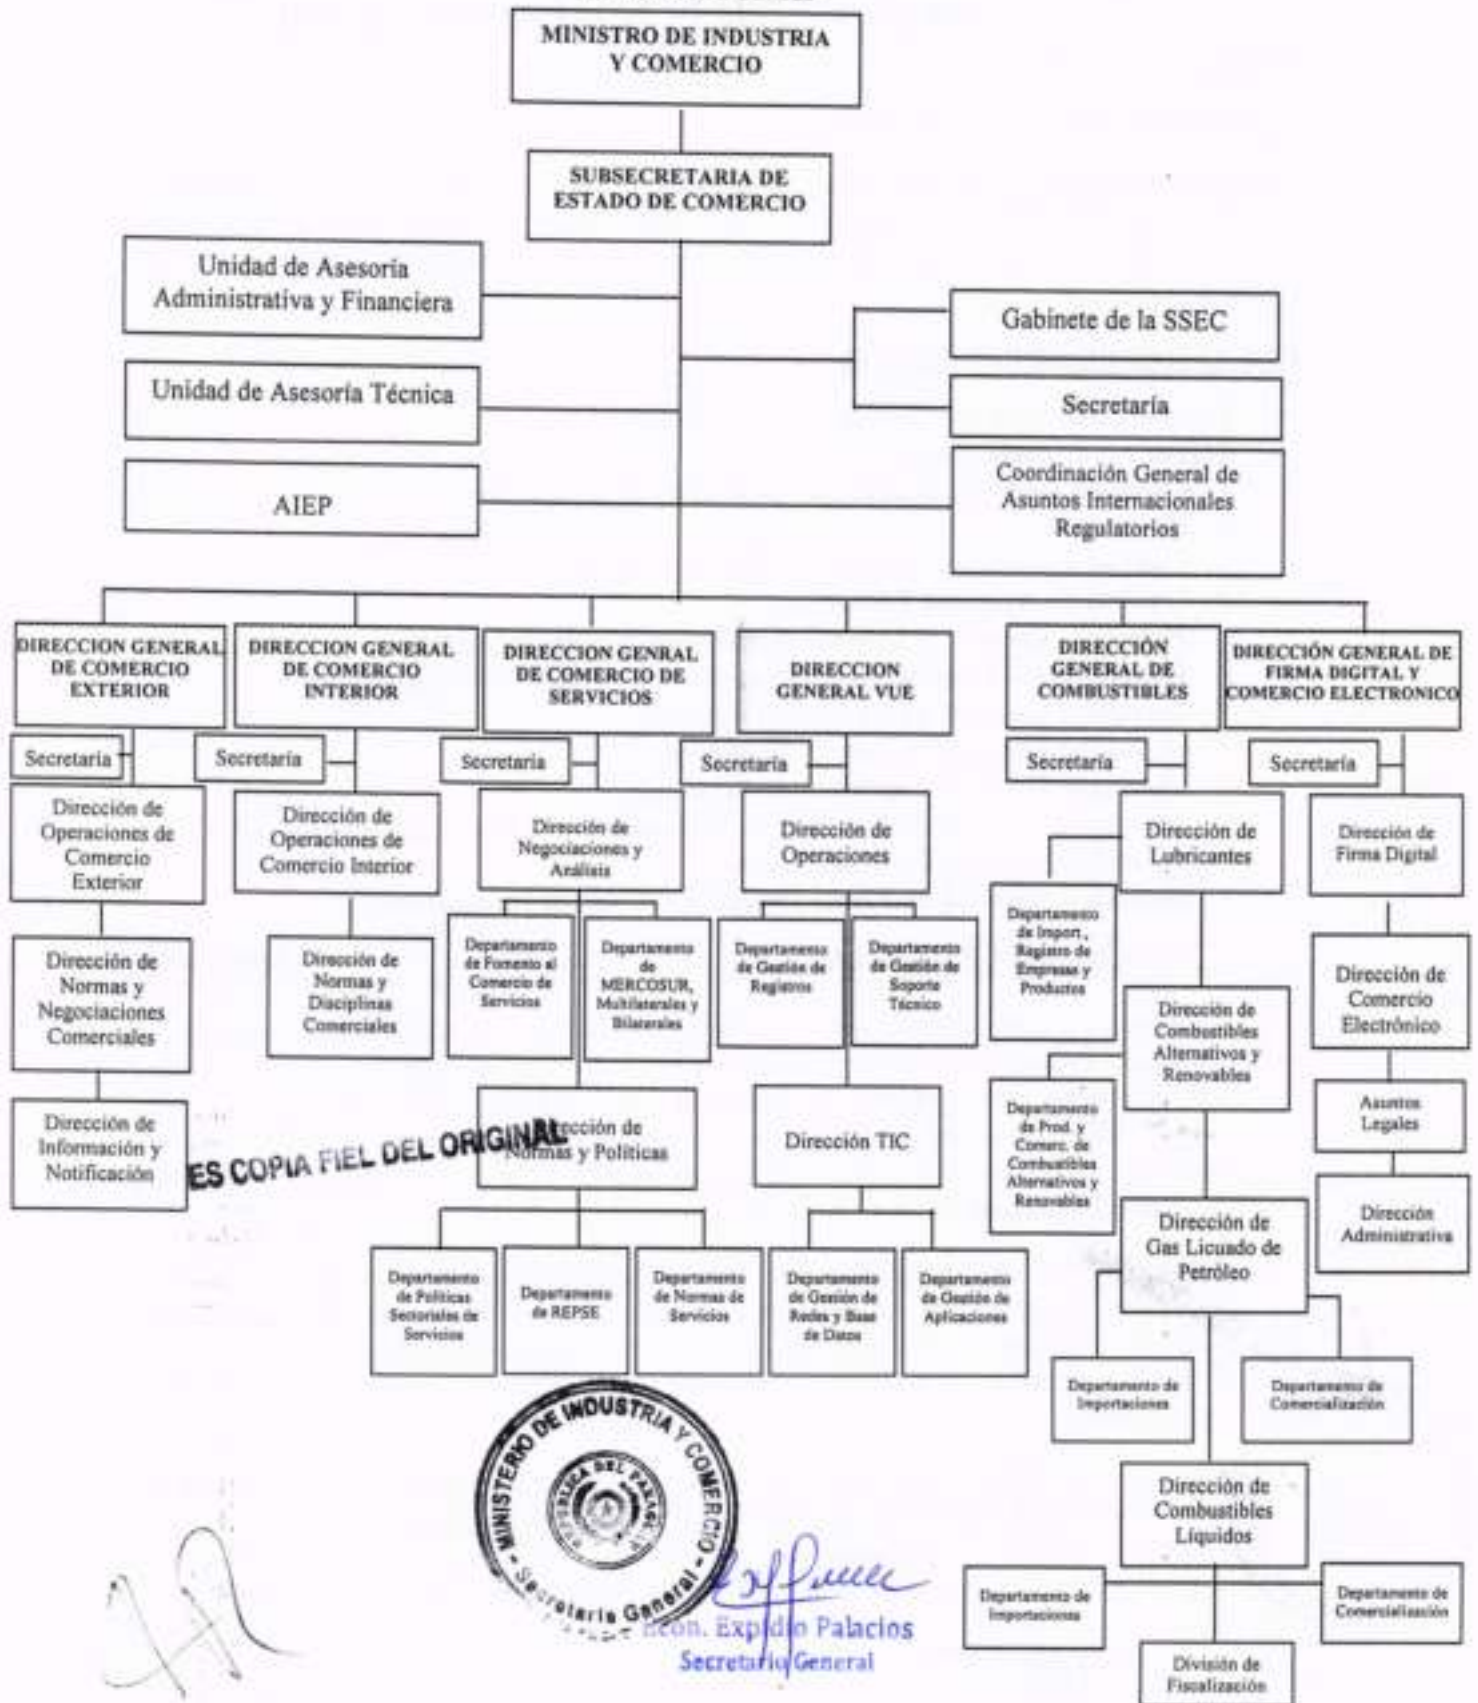 MINISTRO DE INDUSTRIA
Y COMERCIO
SUBSECRETARIA DE
ESTADO DE COMERCIO
Unidad de Asesoría
Administrativa y Financiera
Gabinete de la SSEC
Unidad de Asesoría Técnica
Secretaría
AIEP
Coordinación General de
Asuntos Internacionales
Regulatorios
DIRECCION GENERAL
DE COMERCIO
EXTERIOR
DIRECCION GENERAL
DE COMERCIO
INTERIOR
DIRECCION GENRAL
DE COMERCIO DE
SERVICIOS
DIRECCION
GENERAL VUE
DIRECCIÓN
GENERAL DE
COMBUSTIBLES
DIRECCIÓN GENERAL DE
FIRMA DIGITAL Y
COMERCIO ELECTRONICO
Secretaría
Secretaría
Secretaría
Secretaría
Secretaría
Secretaría
Dirección de
Operaciones de
Comercio
Exterior
Dirección de
Operaciones de
Comercio Interior
Dirección de
Negociaciones y
Análisis
Dirección de
Operaciones
Dirección de
Lubricantes
Dirección de
Firma Digital
Dirección de
Normas y
Negociaciones
Comerciales
Dirección de
Normas y
Disciplinas
Comerciales
Departamento
de Fomento al
Comercio de
Servicios
Departamento
de
MERCOSUR,
Multilaterales y
Bilaterales
Departamento
de Gestión de
Registros
Departamento
de Gestión de
Soporte
Técnico
Departamento
de Import.,
Registro de
Empresas y
Productos
Dirección de
Combustibles
Alternativos y
Renovables
Dirección de
Comercio
Electrónico
Dirección de
Información y
Notificación
ES COPIA FIEL DEL ORIGINAL
Dirección de
Normas y Políticas
Dirección TIC
Departamento
de Prod. y
Comerc. de
Combustibles
Alternativos y
Renovables
Asuntos
Legales
Dirección de
Gas Licuado de
Petróleo
Dirección
Administrativa
Departamento
de Políticas
Sectoriales de
Servicios
Departamento
de REPSE
Departamento
de Normas de
Servicios
Departamento
de Gestión de
Redes y Base
de Datos
Departamento
de Gestión de
Aplicaciones
Departamento de
Importaciones
Departamento de
Comercialización
MINISTERIO DE INDUSTRIA Y COMERCIO
REPUBLICA DEL PARAGUAY
- Secretaría General -
Dirección de
Combustibles
Líquidos
Econ. Expidio Palacios
Secretario General
Departamento de
Importaciones
Departamento de
Comercialización
División de
Fiscalización